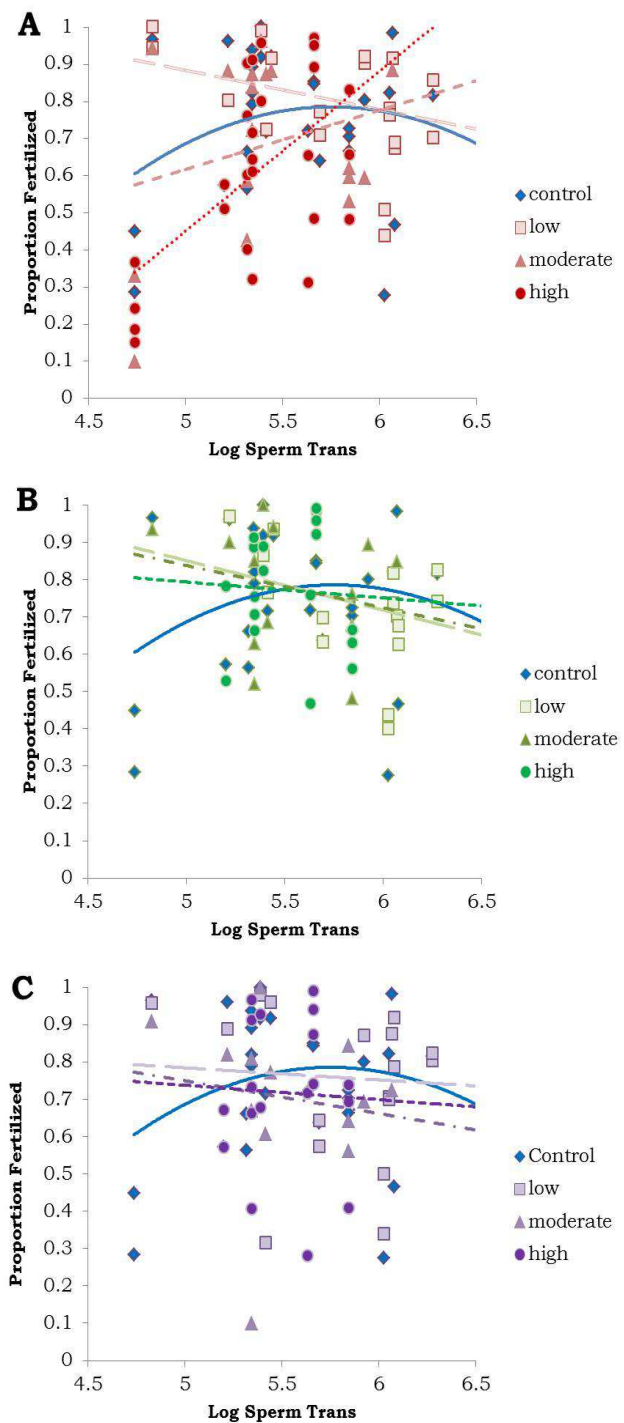 A
Proportion Fertilized
1
0.9
0.8
0.7
0.6
0.5
0.4
0.3
0.2
0.1
0
4.5 5 5.5 6 6.5
Log Sperm Trans
control
low
moderate
high
B
Proportion Fertilized
1
0.9
0.8
0.7
0.6
0.5
0.4
0.3
0.2
0.1
0
4.5 5 5.5 6 6.5
Log Sperm Trans
control
low
moderate
high
C
Proportion Fertilized
1
0.9
0.8
0.7
0.6
0.5
0.4
0.3
0.2
0.1
0
4.5 5 5.5 6 6.5
Log Sperm Trans
Control
low
moderate
high